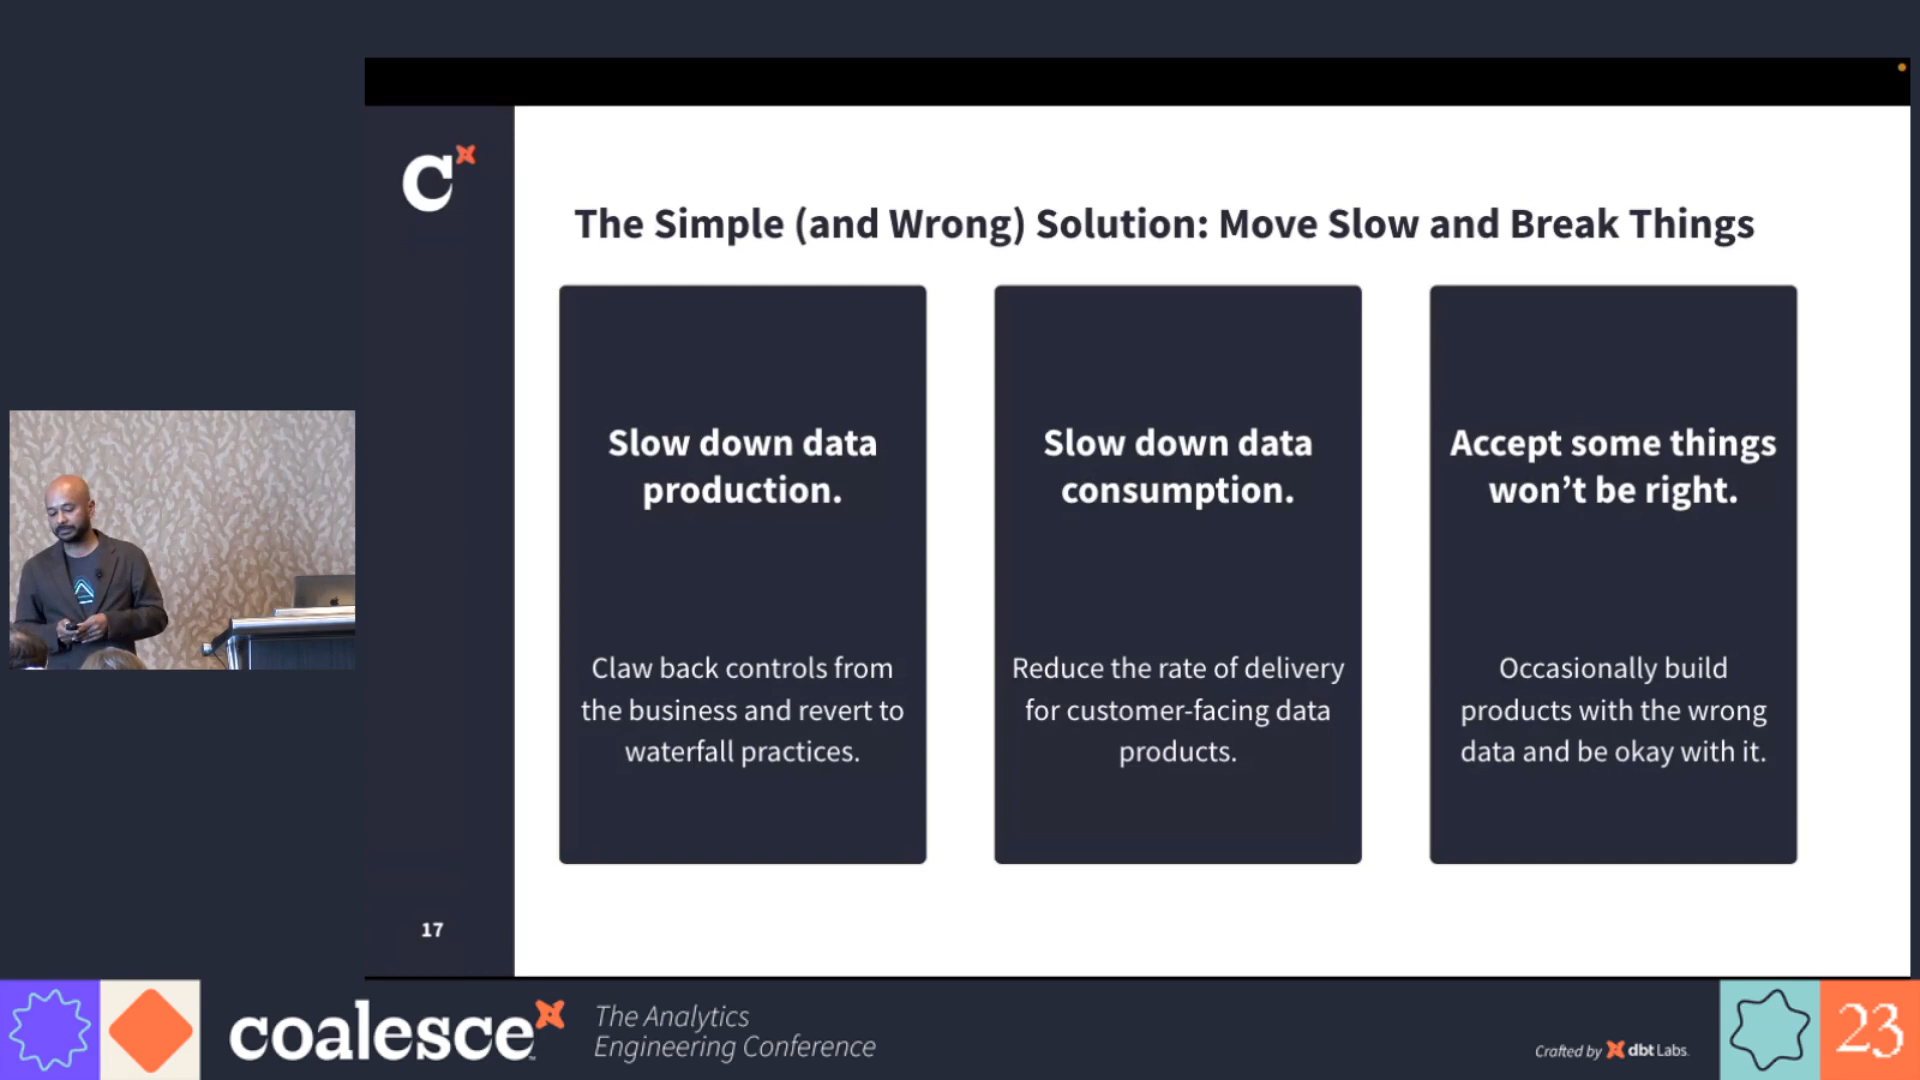 The Simple (and Wrong) Solution: Move Slow and Break Things
Slow down data
production.
Claw back controls from
the business and revert to
waterfall practices.
Slow down data
consumption.
Reduce the rate of delivery
for customer-facing data
products.
Accept some things
won’t be right.
Occasionally build
products with the wrong
data and be okay with it.
17
coalesce
The Analytics
Engineering Conference
Crafted by dbt Labs.
23